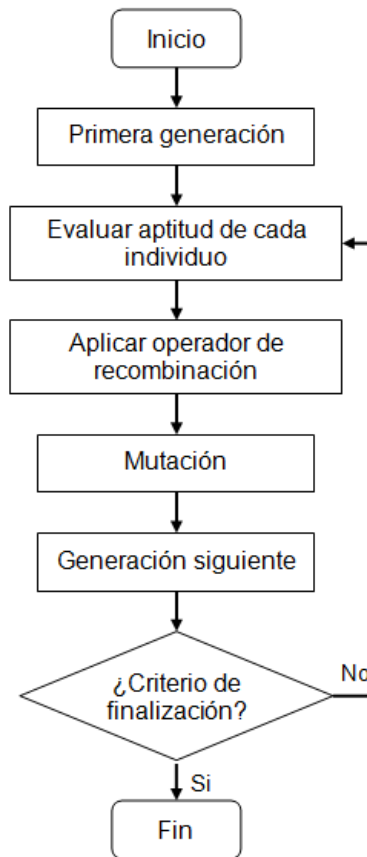 Inicio
Primera generación
Evaluar aptitud de cada
individuo
Aplicar operador de
recombinación
Mutación
Generación siguiente
¿Criterio de
finalización?
No
Si
Fin